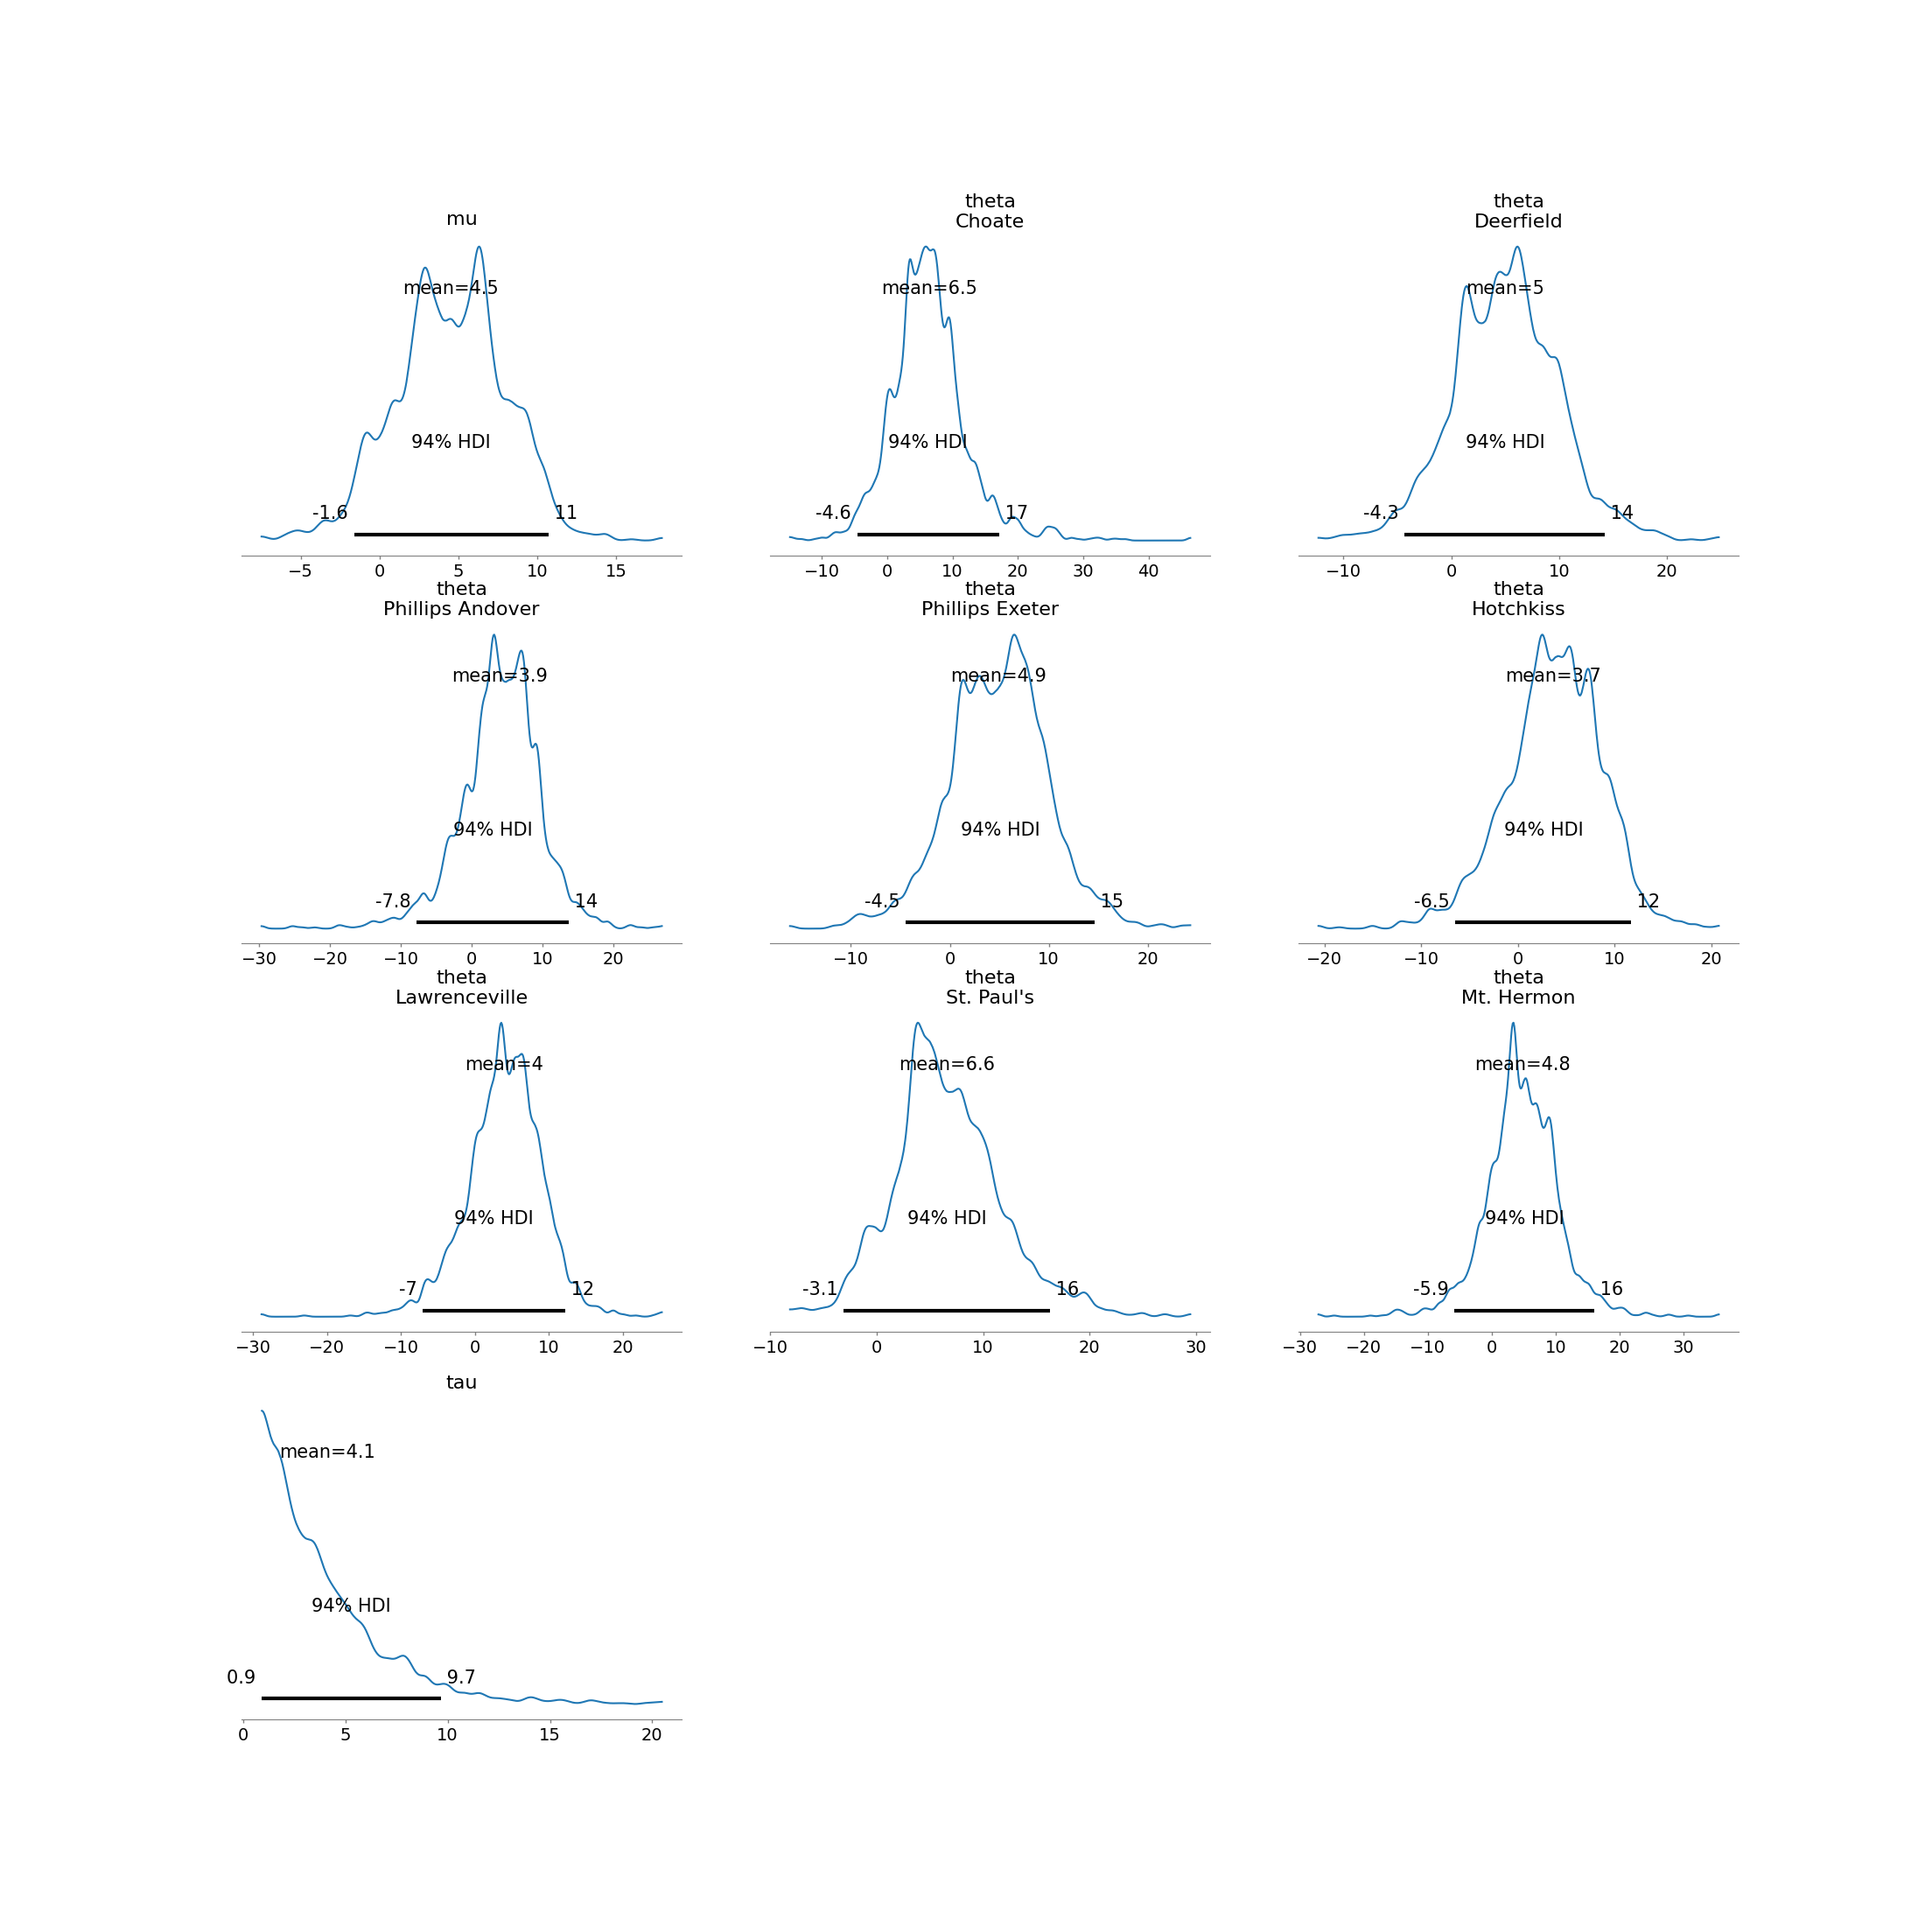 mu
mean=4.5
94% HDI
-1.6 11
−5 0 5 10 15
theta
Choate
mean=6.5
94% HDI
-4.6 17
−10 0 10 20 30 40
theta
Deerfield
mean=5
94% HDI
-4.3 14
−10 0 10 20
theta
Phillips Andover
mean=3.9
94% HDI
-7.8 14
−30 −20 −10 0 10 20
theta
Phillips Exeter
mean=4.9
94% HDI
-4.5 15
−10 0 10 20
theta
Hotchkiss
mean=3.7
94% HDI
-6.5 12
−20 −10 0 10 20
theta
Lawrenceville
mean=4
94% HDI
-7 12
−30 −20 −10 0 10 20
theta
St. Paul's
mean=6.6
94% HDI
-3.1 16
−10 0 10 20 30
theta
Mt. Hermon
mean=4.8
94% HDI
-5.9 16
−30 −20 −10 0 10 20 30
tau
mean=4.1
94% HDI
0.9 9.7
0 5 10 15 20